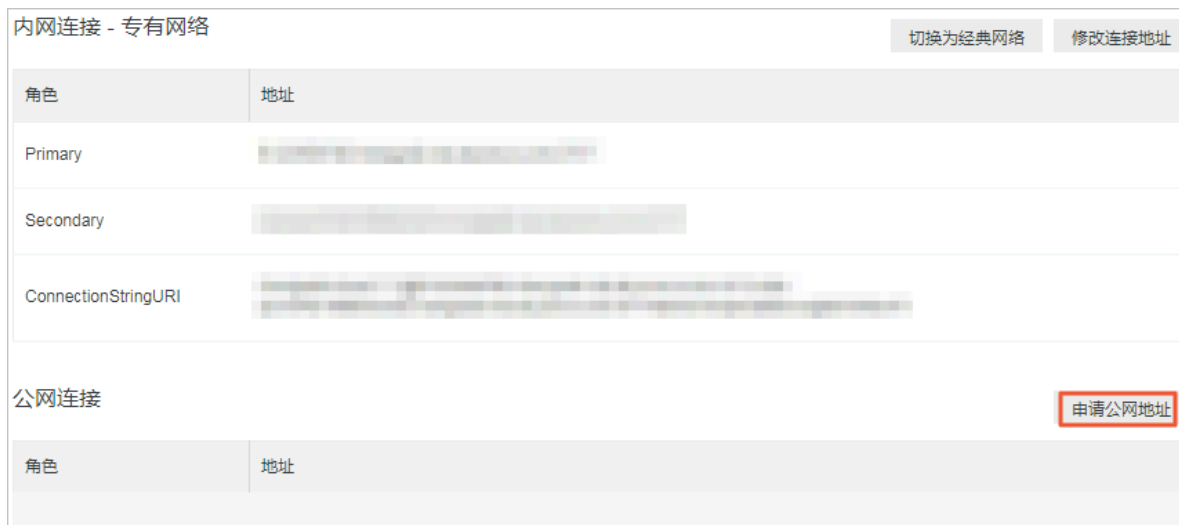 内网连接 - 专有网络
切换为经典网络 修改连接地址
角色 地址
Primary
Secondary
ConnectionStringURI
公网连接
申请公网地址
角色 地址